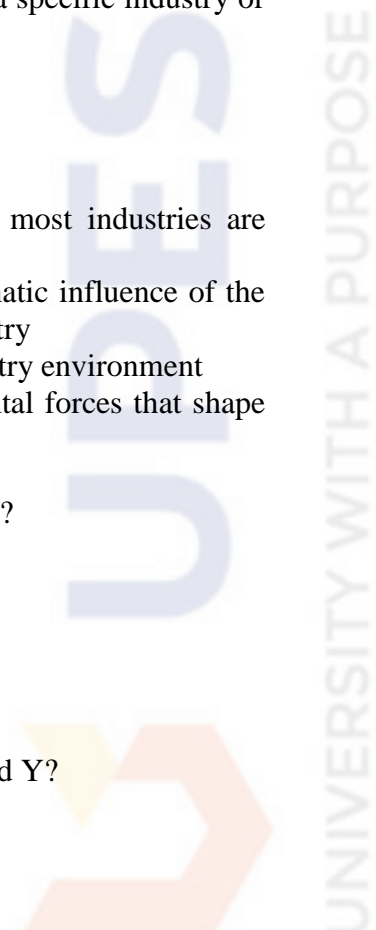 specific industry or
most industries are
influence of the
try
try environment
tal forces that shape
?
d Y?
UPES
UNIVERSITY WITH A PURPOSE